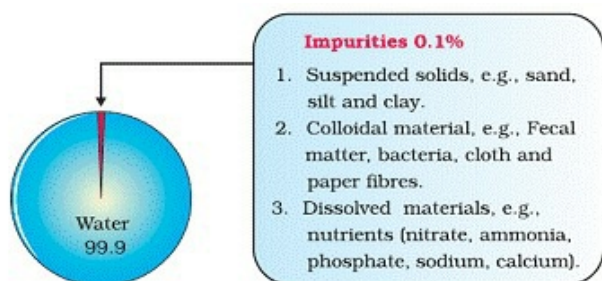 Impurities 0.1%
1. Suspended solids, e.g., sand,
silt and clay.
2. Colloidal material, e.g., Fecal
matter, bacteria, cloth and
paper fibres.
3. Dissolved materials, e.g.,
nutrients (nitrate, ammonia,
phosphate, sodium, calcium).
Water
99.9